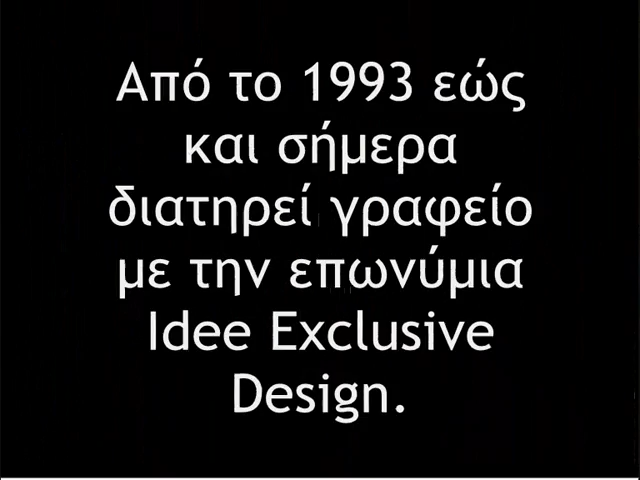 Από το 1993 εώς
και σήμερα
διατηρεί γραφείο
με την επωνύμια
Idee Exclusive
Design.